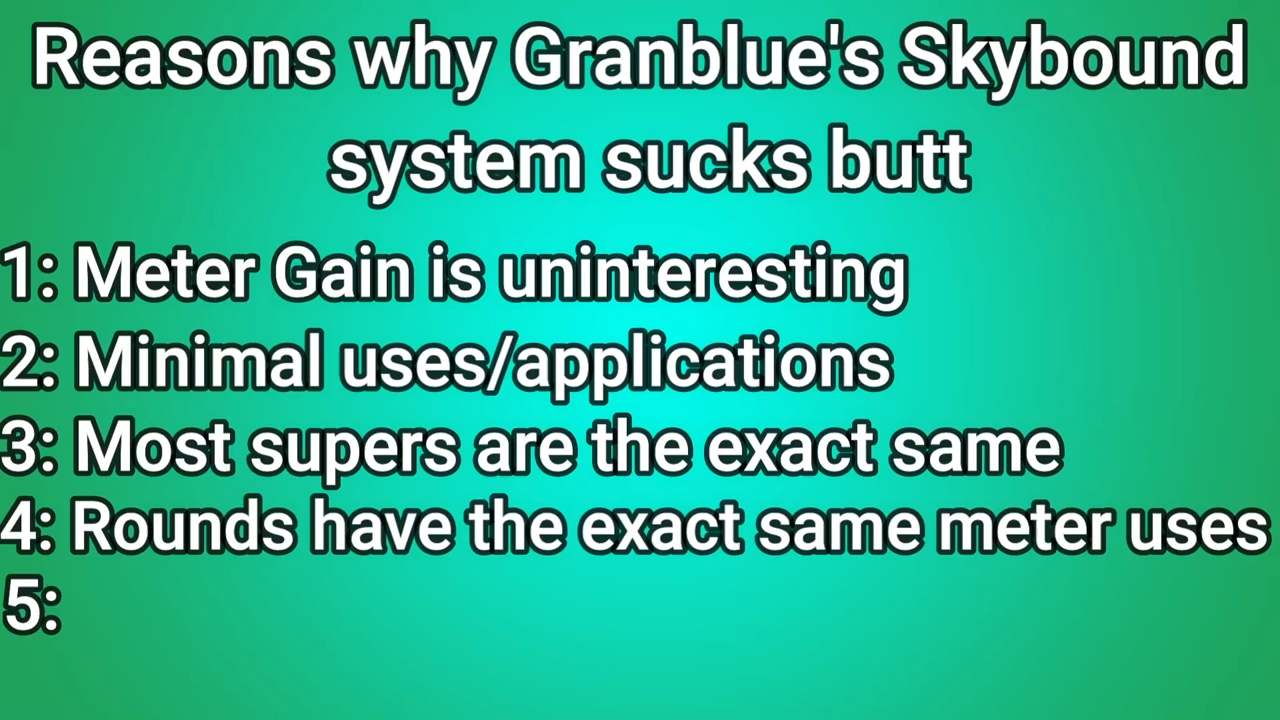 Reasons why Granblue's Skybound
system sucks butt
1: Meter Gain is uninteresting
2: Minimal uses/applications
3: Most supers are the exact same
4: Rounds have the exact same meter uses
5: